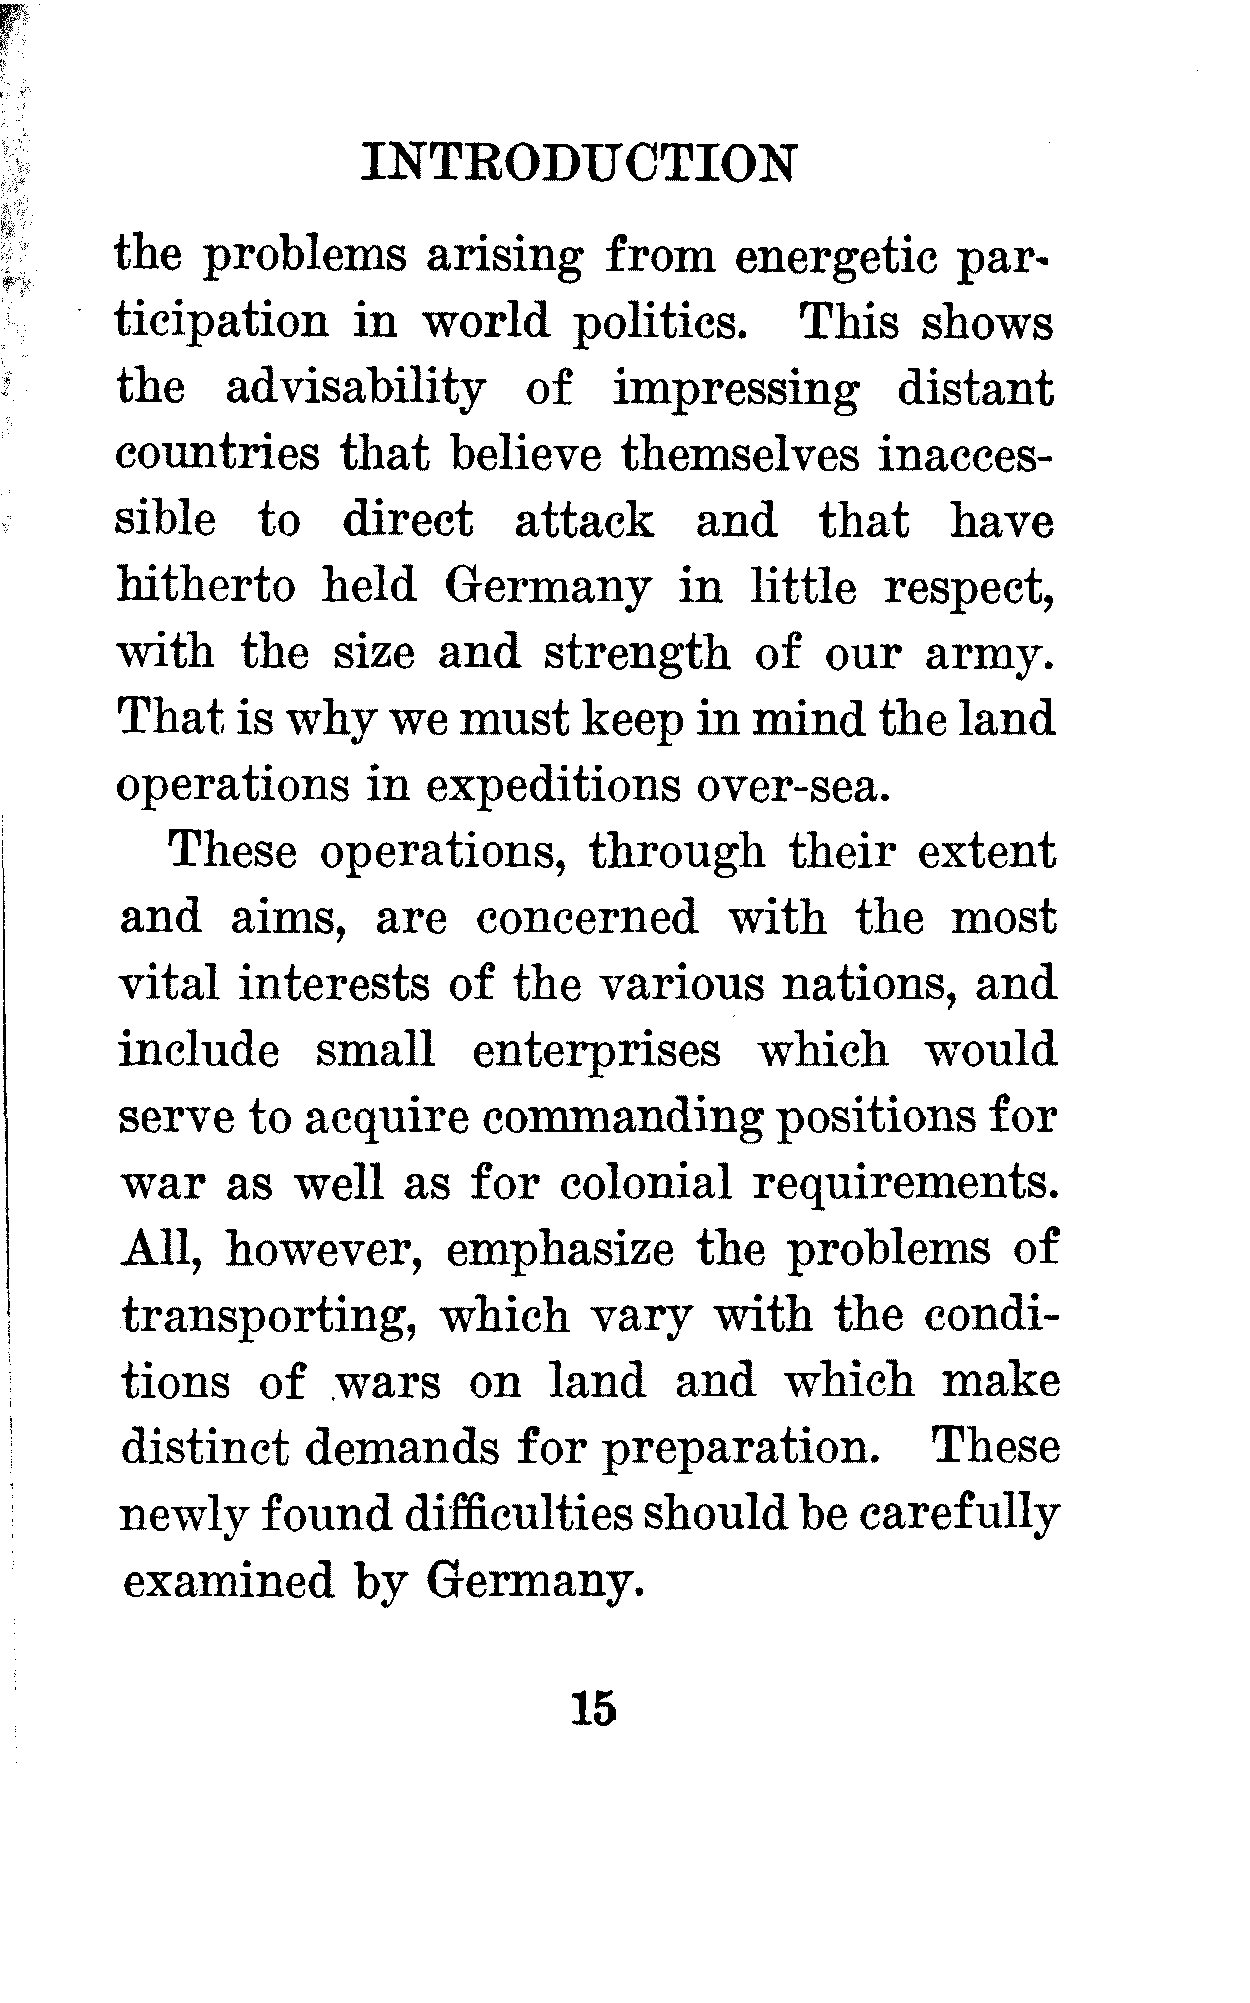 INTRODUCTION
the problems arising from energetic par-
ticipation in world politics. This shows
the advisability of impressing distant
countries that believe themselves inacces-
sible to direct attack and that have
hitherto held Germany in little respect,
with the size and strength of our army.
That is why we must keep in mind the land
operations in expeditions over-sea.
These operations, through their extent
and aims, are concerned with the most
vital interests of the various nations, and
include small enterprises which would
serve to acquire commanding positions for
war as well as for colonial requirements.
All, however, emphasize the problems of
transporting, which vary with the condi-
tions of wars on land and which make
distinct demands for preparation. These
newly found difficulties should be carefully
examined by Germany.
15